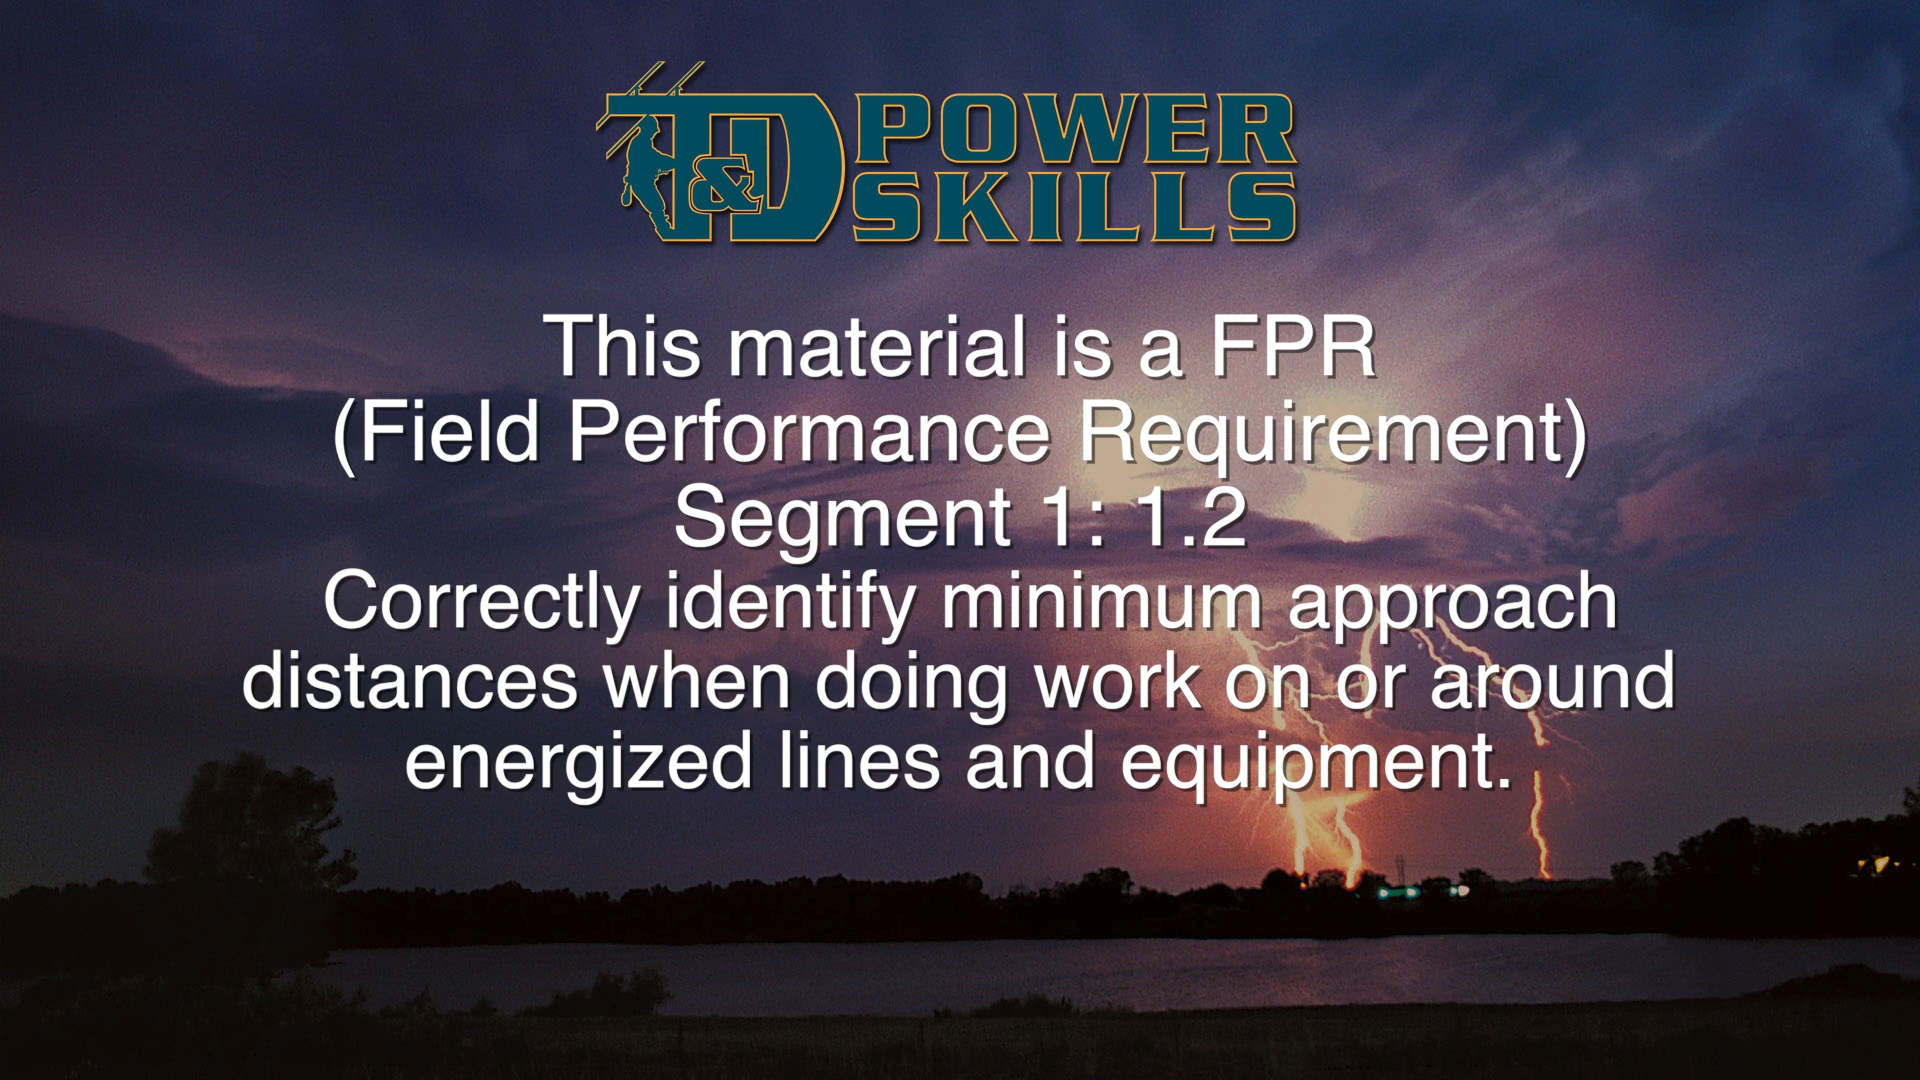 T&D POWER
SKILLS
This material is a FPR
(Field Performance Requirement)
Segment 1: 1.2
Correctly identify minimum approach
distances when doing work on or around
energized lines and equipment.